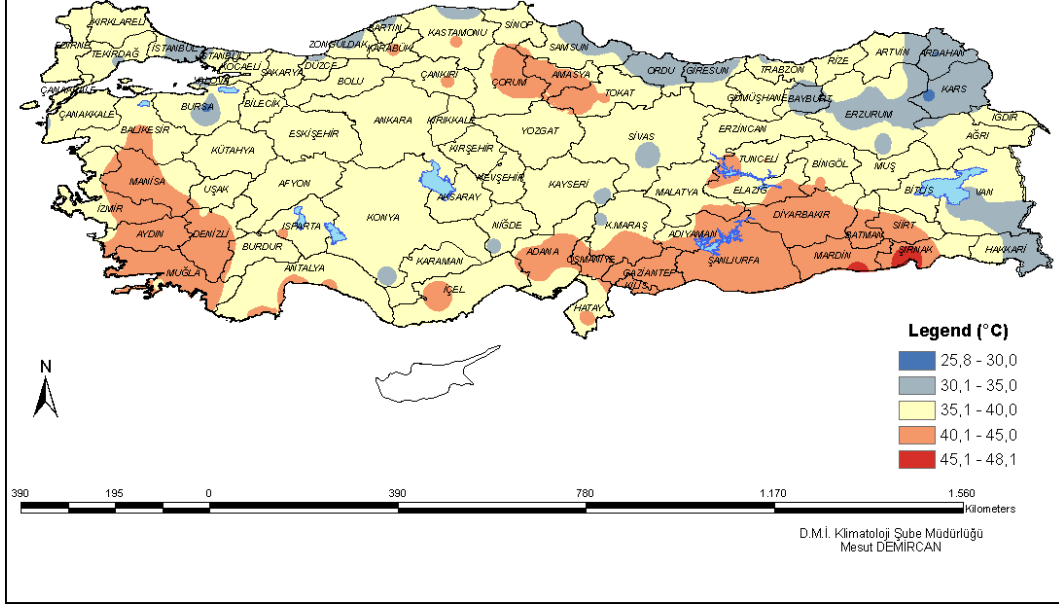 KIRKLARELİ
SİNOP
BARTIN
KASTAMONU
EDİRNE
İSTANBUL
ZONGULDAK
KARABÜK
SAMSUN
ARTVİN
ARDAHAN
TEKİRDAĞ
İSTANBUL
KOCAELİ
DÜZCE
RİZE
SAKARYA
BOLU
ÇANKIRI
AMASYA
ORDU
GİRESUN
TRABZON
ÇORUM
KARS
ÇANAKKALE
YALOVA
TOKAT
GÜMÜŞHANE
BAYBURT
BURSA
BİLECİK
ÇANAKKALE
ANKARA
KIRIKKALE
ERZURUM
IĞDIR
BALIKESİR
ESKİŞEHİR
YOZGAT
SİVAS
ERZİNCAN
AĞRI
KÜTAHYA
KIRŞEHİR
TUNCELİ
BİNGÖL
MUŞ
MANİSA
UŞAK
AFYON
NEVŞEHİR
KAYSERİ
MALATYA
ELAZIĞ
BİTLİS
VAN
AKSARAY
İZMİR
KONYA
DİYARBAKIR
ISPARTA
NİĞDE
K.MARAŞ
ADIYAMAN
SİİRT
AYDIN
DENİZLİ
BATMAN
BURDUR
ADANA
ŞIRNAK
HAKKARİ
KARAMAN
OSMANİYE
MARDİN
MUĞLA
ANTALYA
GAZİANTEP
ŞANLIURFA
İÇEL
KİLİS
HATAY
Legend (°C)
25,8 - 30,0
30,1 - 35,0
35,1 - 40,0
40,1 - 45,0
45,1 - 48,1
N
390 195 0 390 780 1.170 1.560
Kilometers
D.M.İ. Klimatoloji Şube Müdürlüğü
Mesut DEMİRCAN